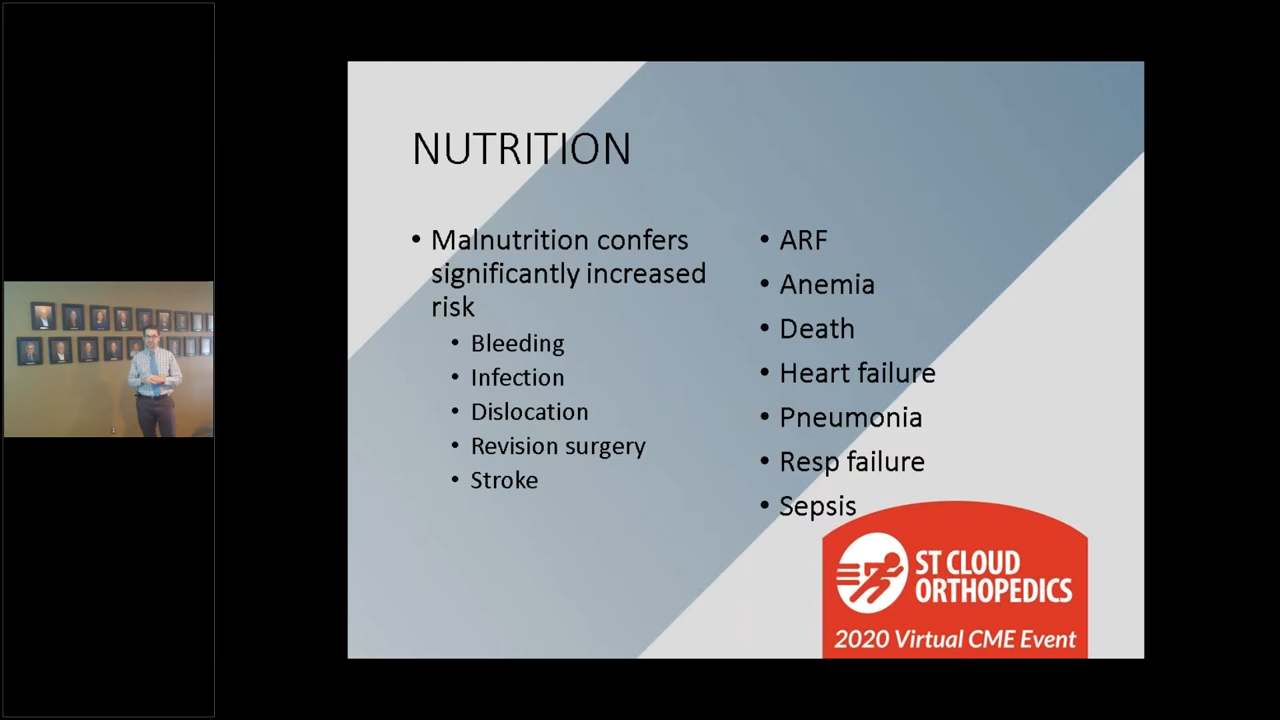 NUTRITION
• Malnutrition confers
significantly increased
risk
• Bleeding
• Infection
• Dislocation
• Revision surgery
• Stroke
• ARF
• Anemia
• Death
• Heart failure
• Pneumonia
• Resp failure
• Sepsis
ST CLOUD
ORTHOPEDICS
2020 Virtual CME Event